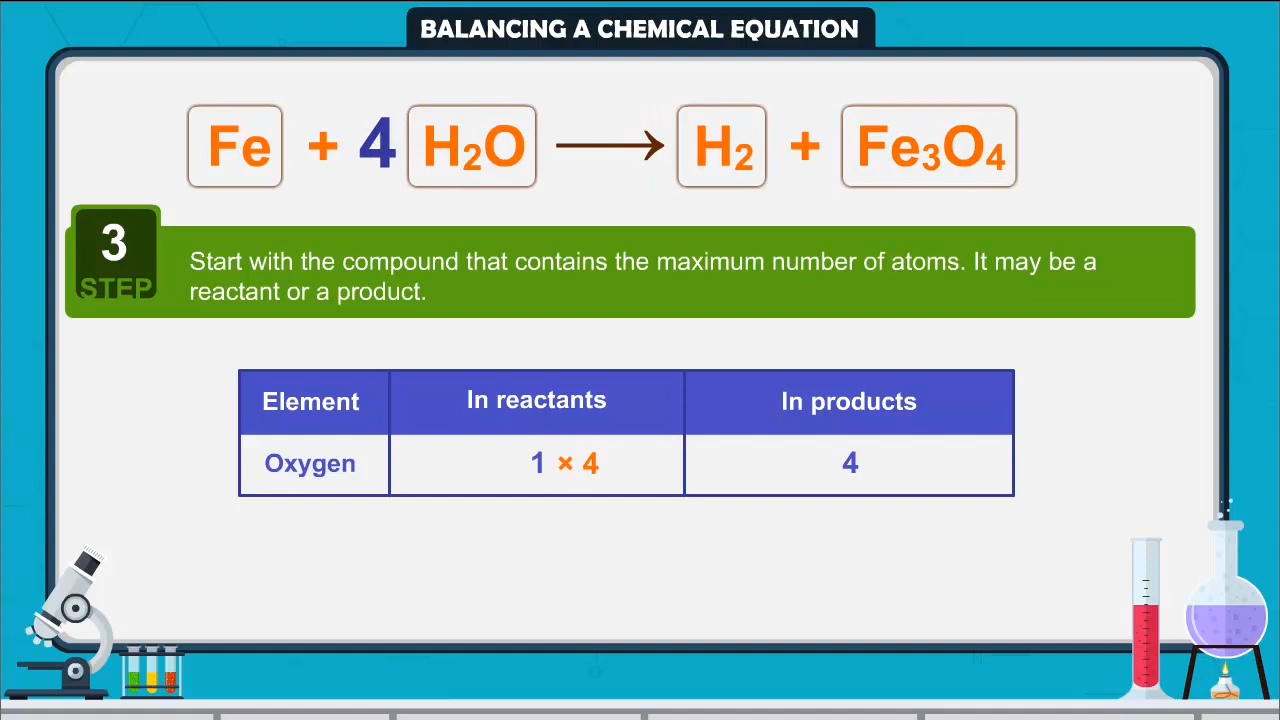 BALANCING A CHEMICAL EQUATION
Fe + 4 H₂O ⟶ H₂ + Fe₃O₄
3
STEP
Start with the compound that contains the maximum number of atoms. It may be a
reactant or a product.
Element In reactants In products
Oxygen 1 × 4 4